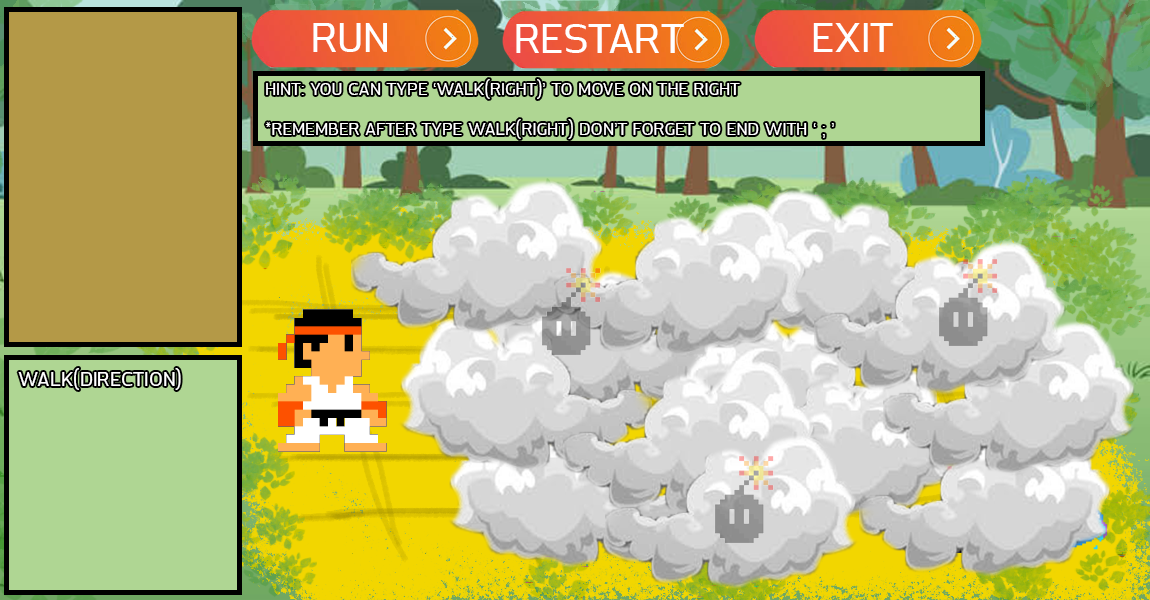 RUN
RESTART
EXIT
HINT: YOU CAN TYPE 'WALK(RIGHT)' TO MOVE ON THE RIGHT
*REMEMBER AFTER TYPE WALK(RIGHT) DON'T FORGET TO END WITH ' ; '
WALK(DIRECTION)